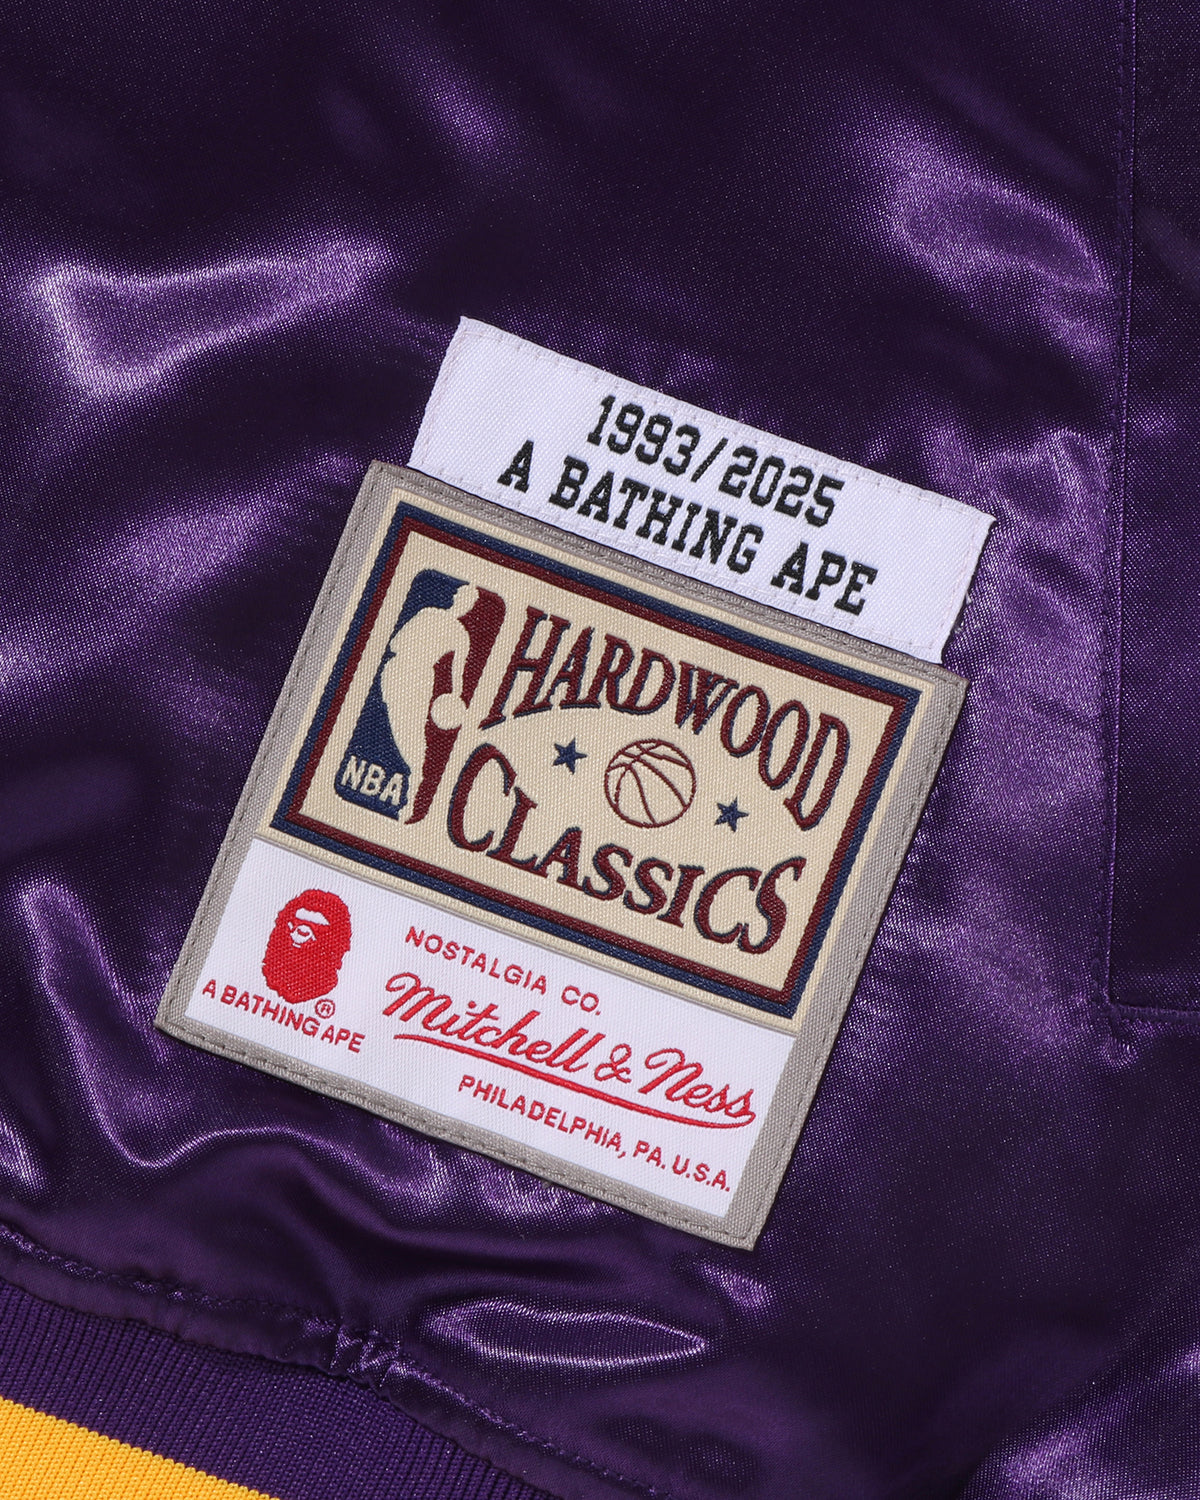 1993/2025
A BATHING APE
HARDWOOD
CLASSICS
NBA
A BATHING APE®
NOSTALGIA CO.
Mitchell & Ness
PHILADELPHIA, PA. U.S.A.